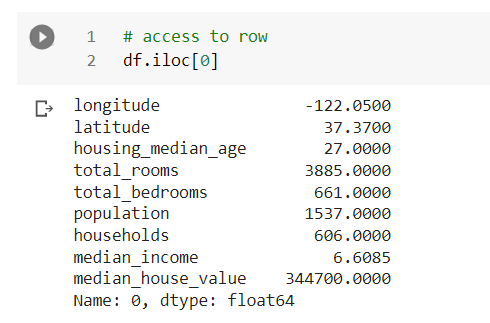 1 # access to row
2 df.iloc[0]
longitude -122.0500
latitude 37.3700
housing_median_age 27.0000
total_rooms 3885.0000
total_bedrooms 661.0000
population 1537.0000
households 606.0000
median_income 6.6085
median_house_value 344700.0000
Name: 0, dtype: float64